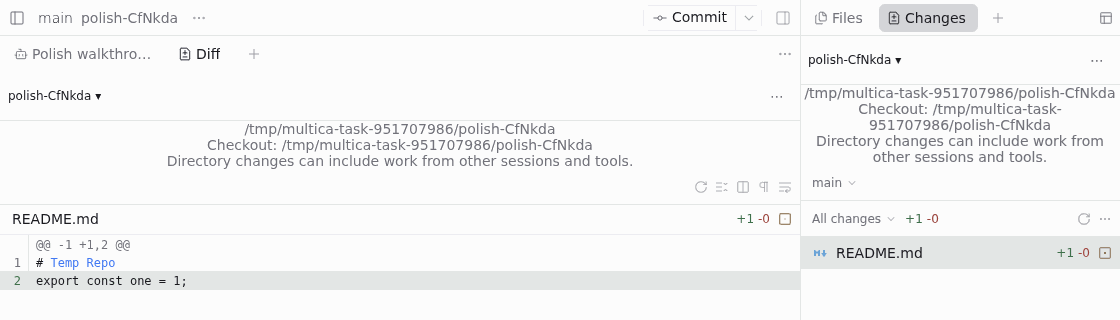 main polish-CfNkda ...
Commit
Files
Changes
Polish walkthro...
Diff
polish-CfNkda ▾
/tmp/multica-task-951707986/polish-CfNkda
Checkout: /tmp/multica-task-951707986/polish-CfNkda
Directory changes can include work from other sessions and tools.
README.md
+1 -0
@@ -1 +1,2 @@
1 # Temp Repo
2 export const one = 1;
polish-CfNkda ▾
/tmp/multica-task-951707986/polish-CfNkda
Checkout: /tmp/multica-task-
951707986/polish-CfNkda
Directory changes can include work from
other sessions and tools.
main
All changes +1 -0
README.md +1 -0